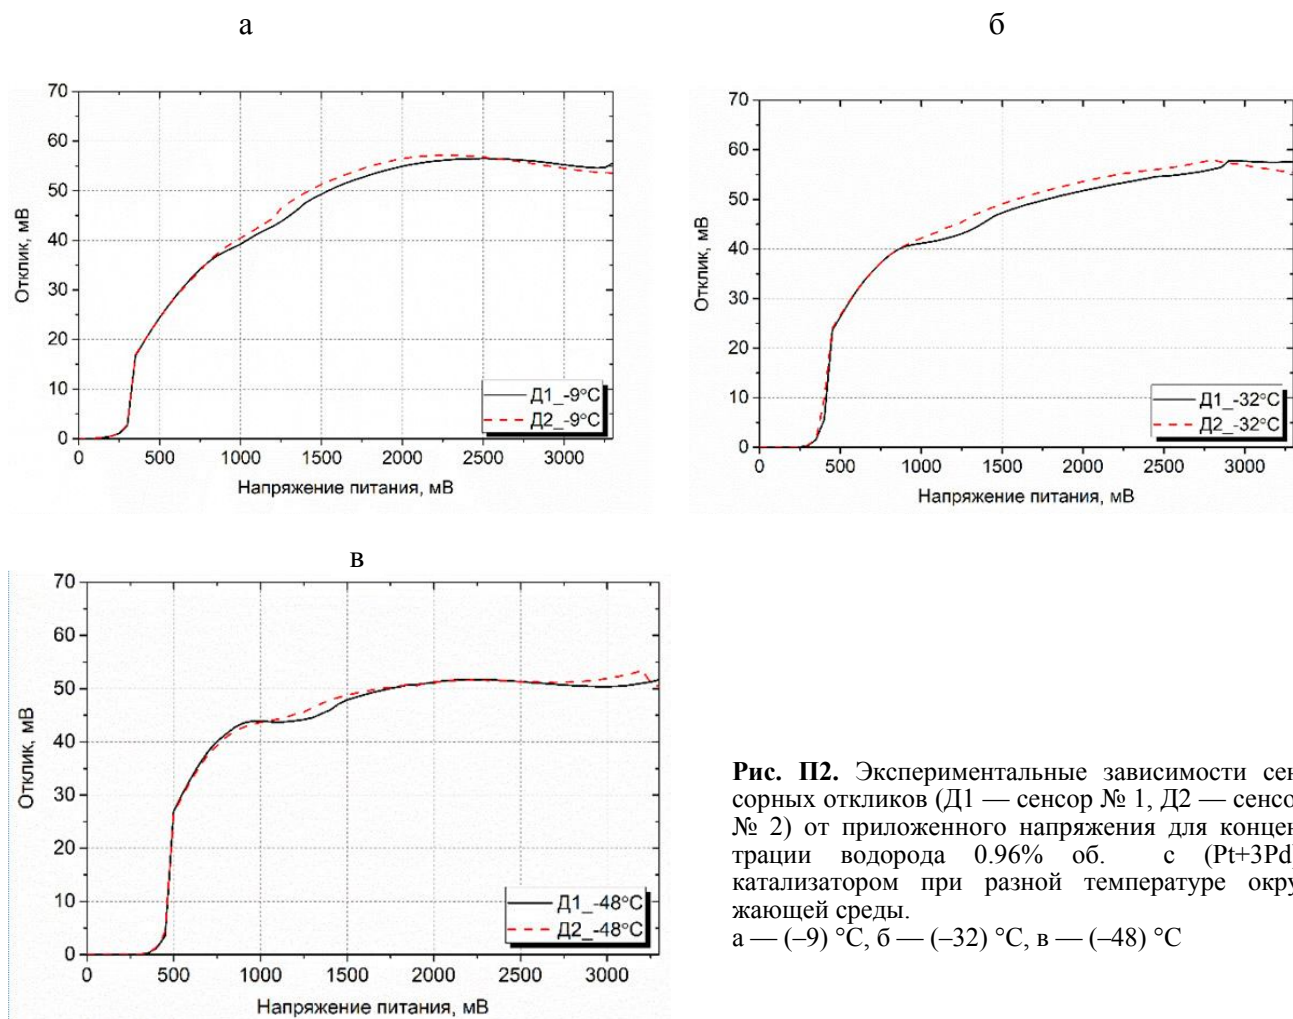 а
б
70
60
50
40
30
20
10
0
Отклик, мВ
Д1_-9°C
Д2_-9°C
0 500 1000 1500 2000 2500 3000
Напряжение питания, мВ
70
60
50
40
30
20
10
0
Отклик, мВ
Д1_-32°C
Д2_-32°C
0 500 1000 1500 2000 2500 3000
Напряжение питания, мВ
в
70
60
50
40
30
20
10
0
Отклик, мВ
Д1_-48°C
Д2_-48°C
0 500 1000 1500 2000 2500 3000
Напряжение питания, мВ
Рис. П2. Экспериментальные зависимости сен
сорных откликов (Д1 — сенсор № 1, Д2 — сенсо
№ 2) от приложенного напряжения для концен
трации водорода 0.96% об. с (Pt+3Pd)
катализатором при разной температуре окру
жающей среды.
а — (–9) °C, б — (–32) °C, в — (–48) °C